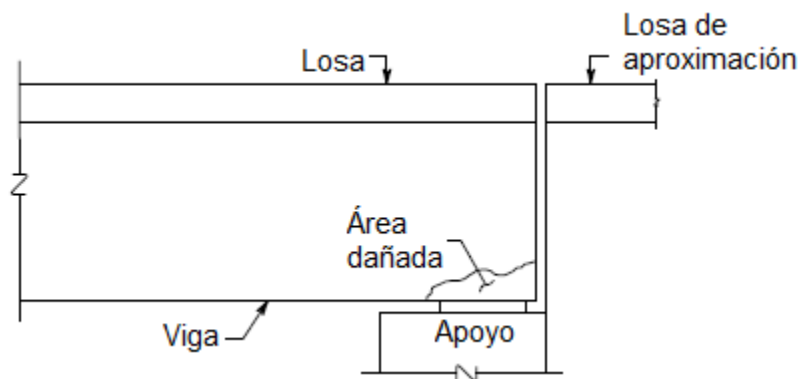 Losa
Losa de
aproximación
Área
dañada
Viga
Apoyo